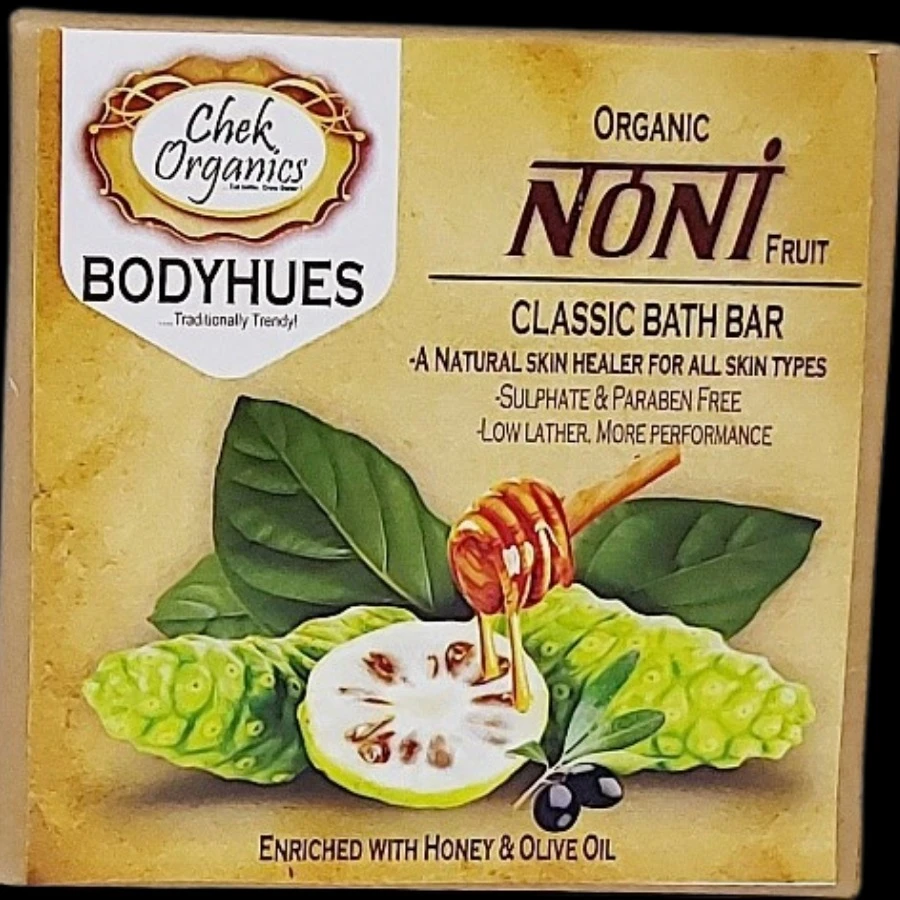 Chek
Organics
BODYHUES
....Traditionally Trendy!
ORGANIC
NONI
FRUIT
CLASSIC BATH BAR
-A NATURAL SKIN HEALER FOR ALL SKIN TYPES
-SULPHATE & PARABEN FREE
-LOW LATHER, MORE PERFORMANCE
ENRICHED WITH HONEY & OLIVE OIL